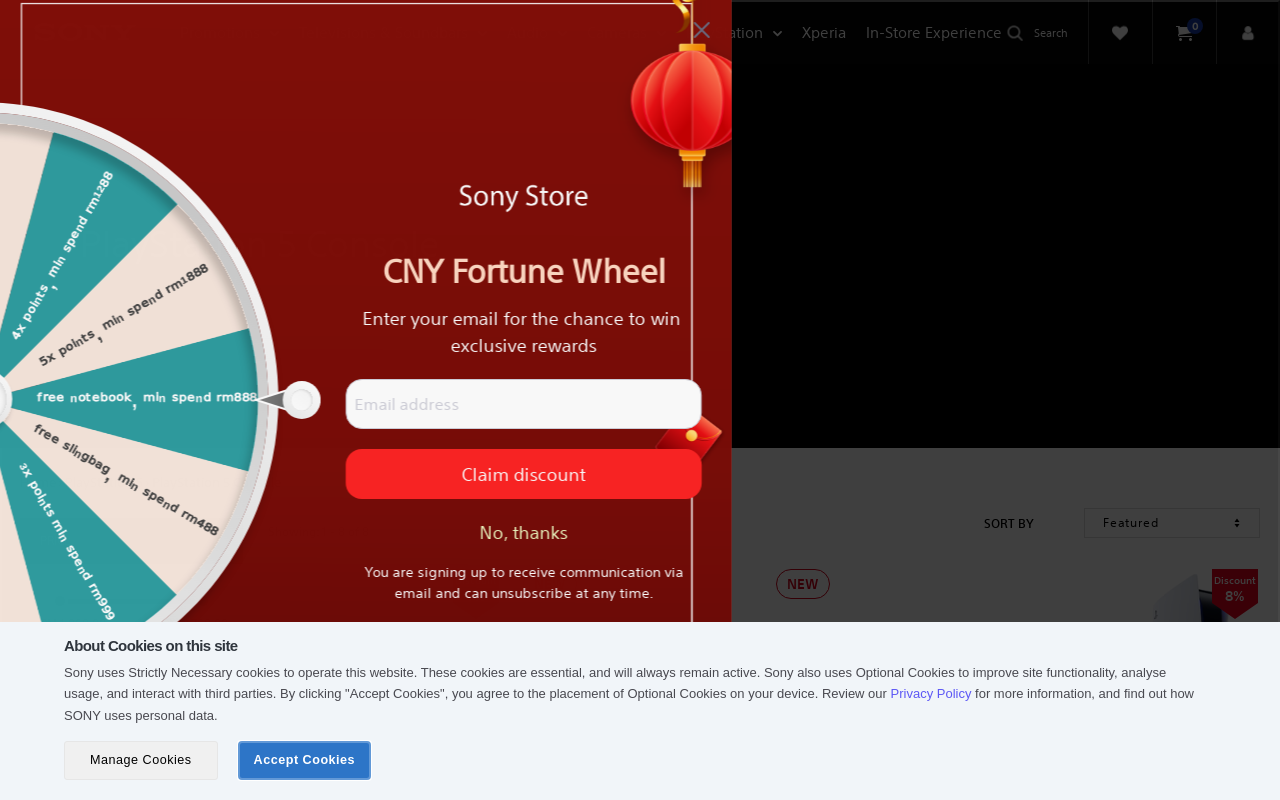 ation
Xperia
In-Store Experience
Search
0
4x points, min spend rm1288
5x points, min spend rm1888
free notebook, min spend rm888
free slingbag, min spend rm488
3x points min spend rm999
Sony Store
CNY Fortune Wheel
Enter your email for the chance to win
exclusive rewards
Email address
Claim discount
No, thanks
You are signing up to receive communication via
email and can unsubscribe at any time.
SORT BY
Featured
NEW
Discount
8%
About Cookies on this site
Sony uses Strictly Necessary cookies to operate this website. These cookies are essential, and will always remain active. Sony also uses Optional Cookies to improve site functionality, analyse
usage, and interact with third parties. By clicking "Accept Cookies", you agree to the placement of Optional Cookies on your device. Review our Privacy Policy for more information, and find out how
SONY uses personal data.
Manage Cookies
Accept Cookies